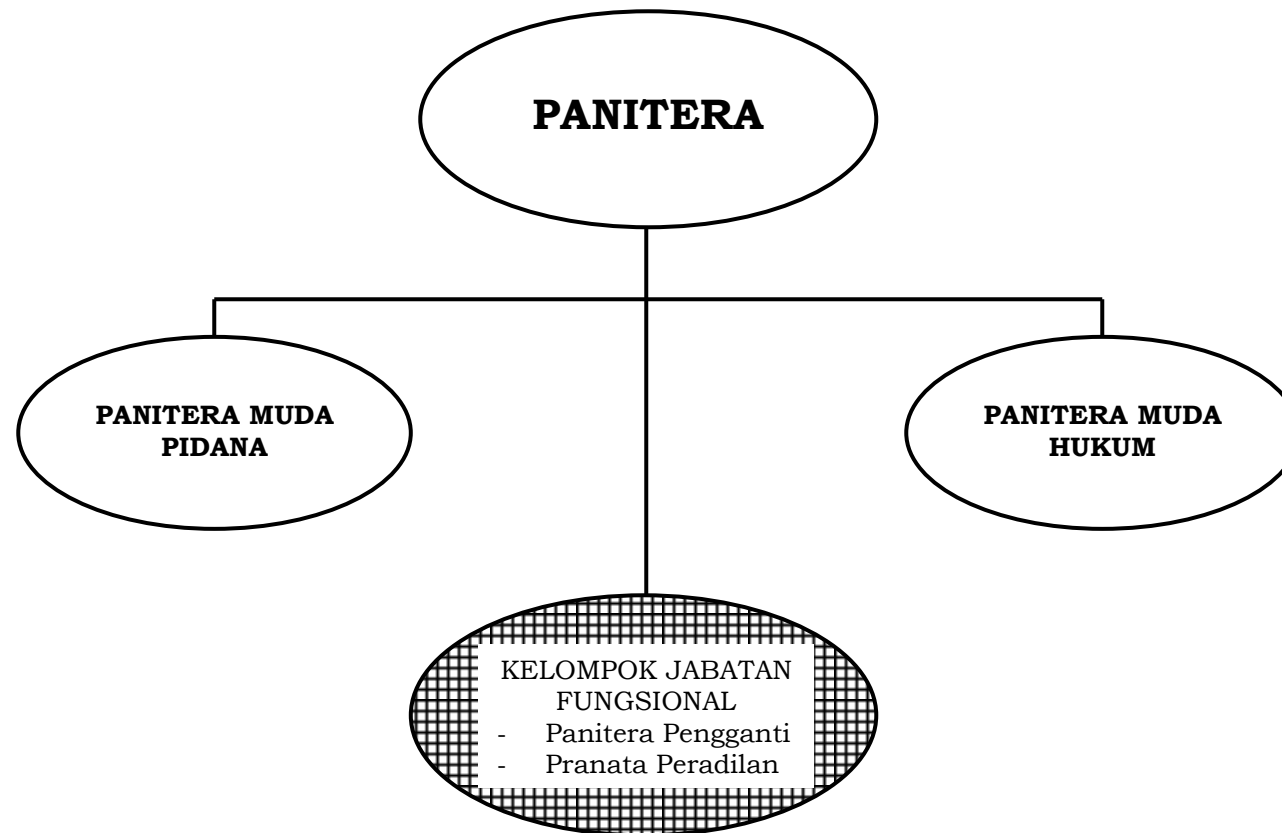 PANITERA
PANITERA MUDA
PIDANA
PANITERA MUDA
HUKUM
KELOMPOK JABATAN
FUNGSIONAL
- Panitera Pengganti
- Pranata Peradilan